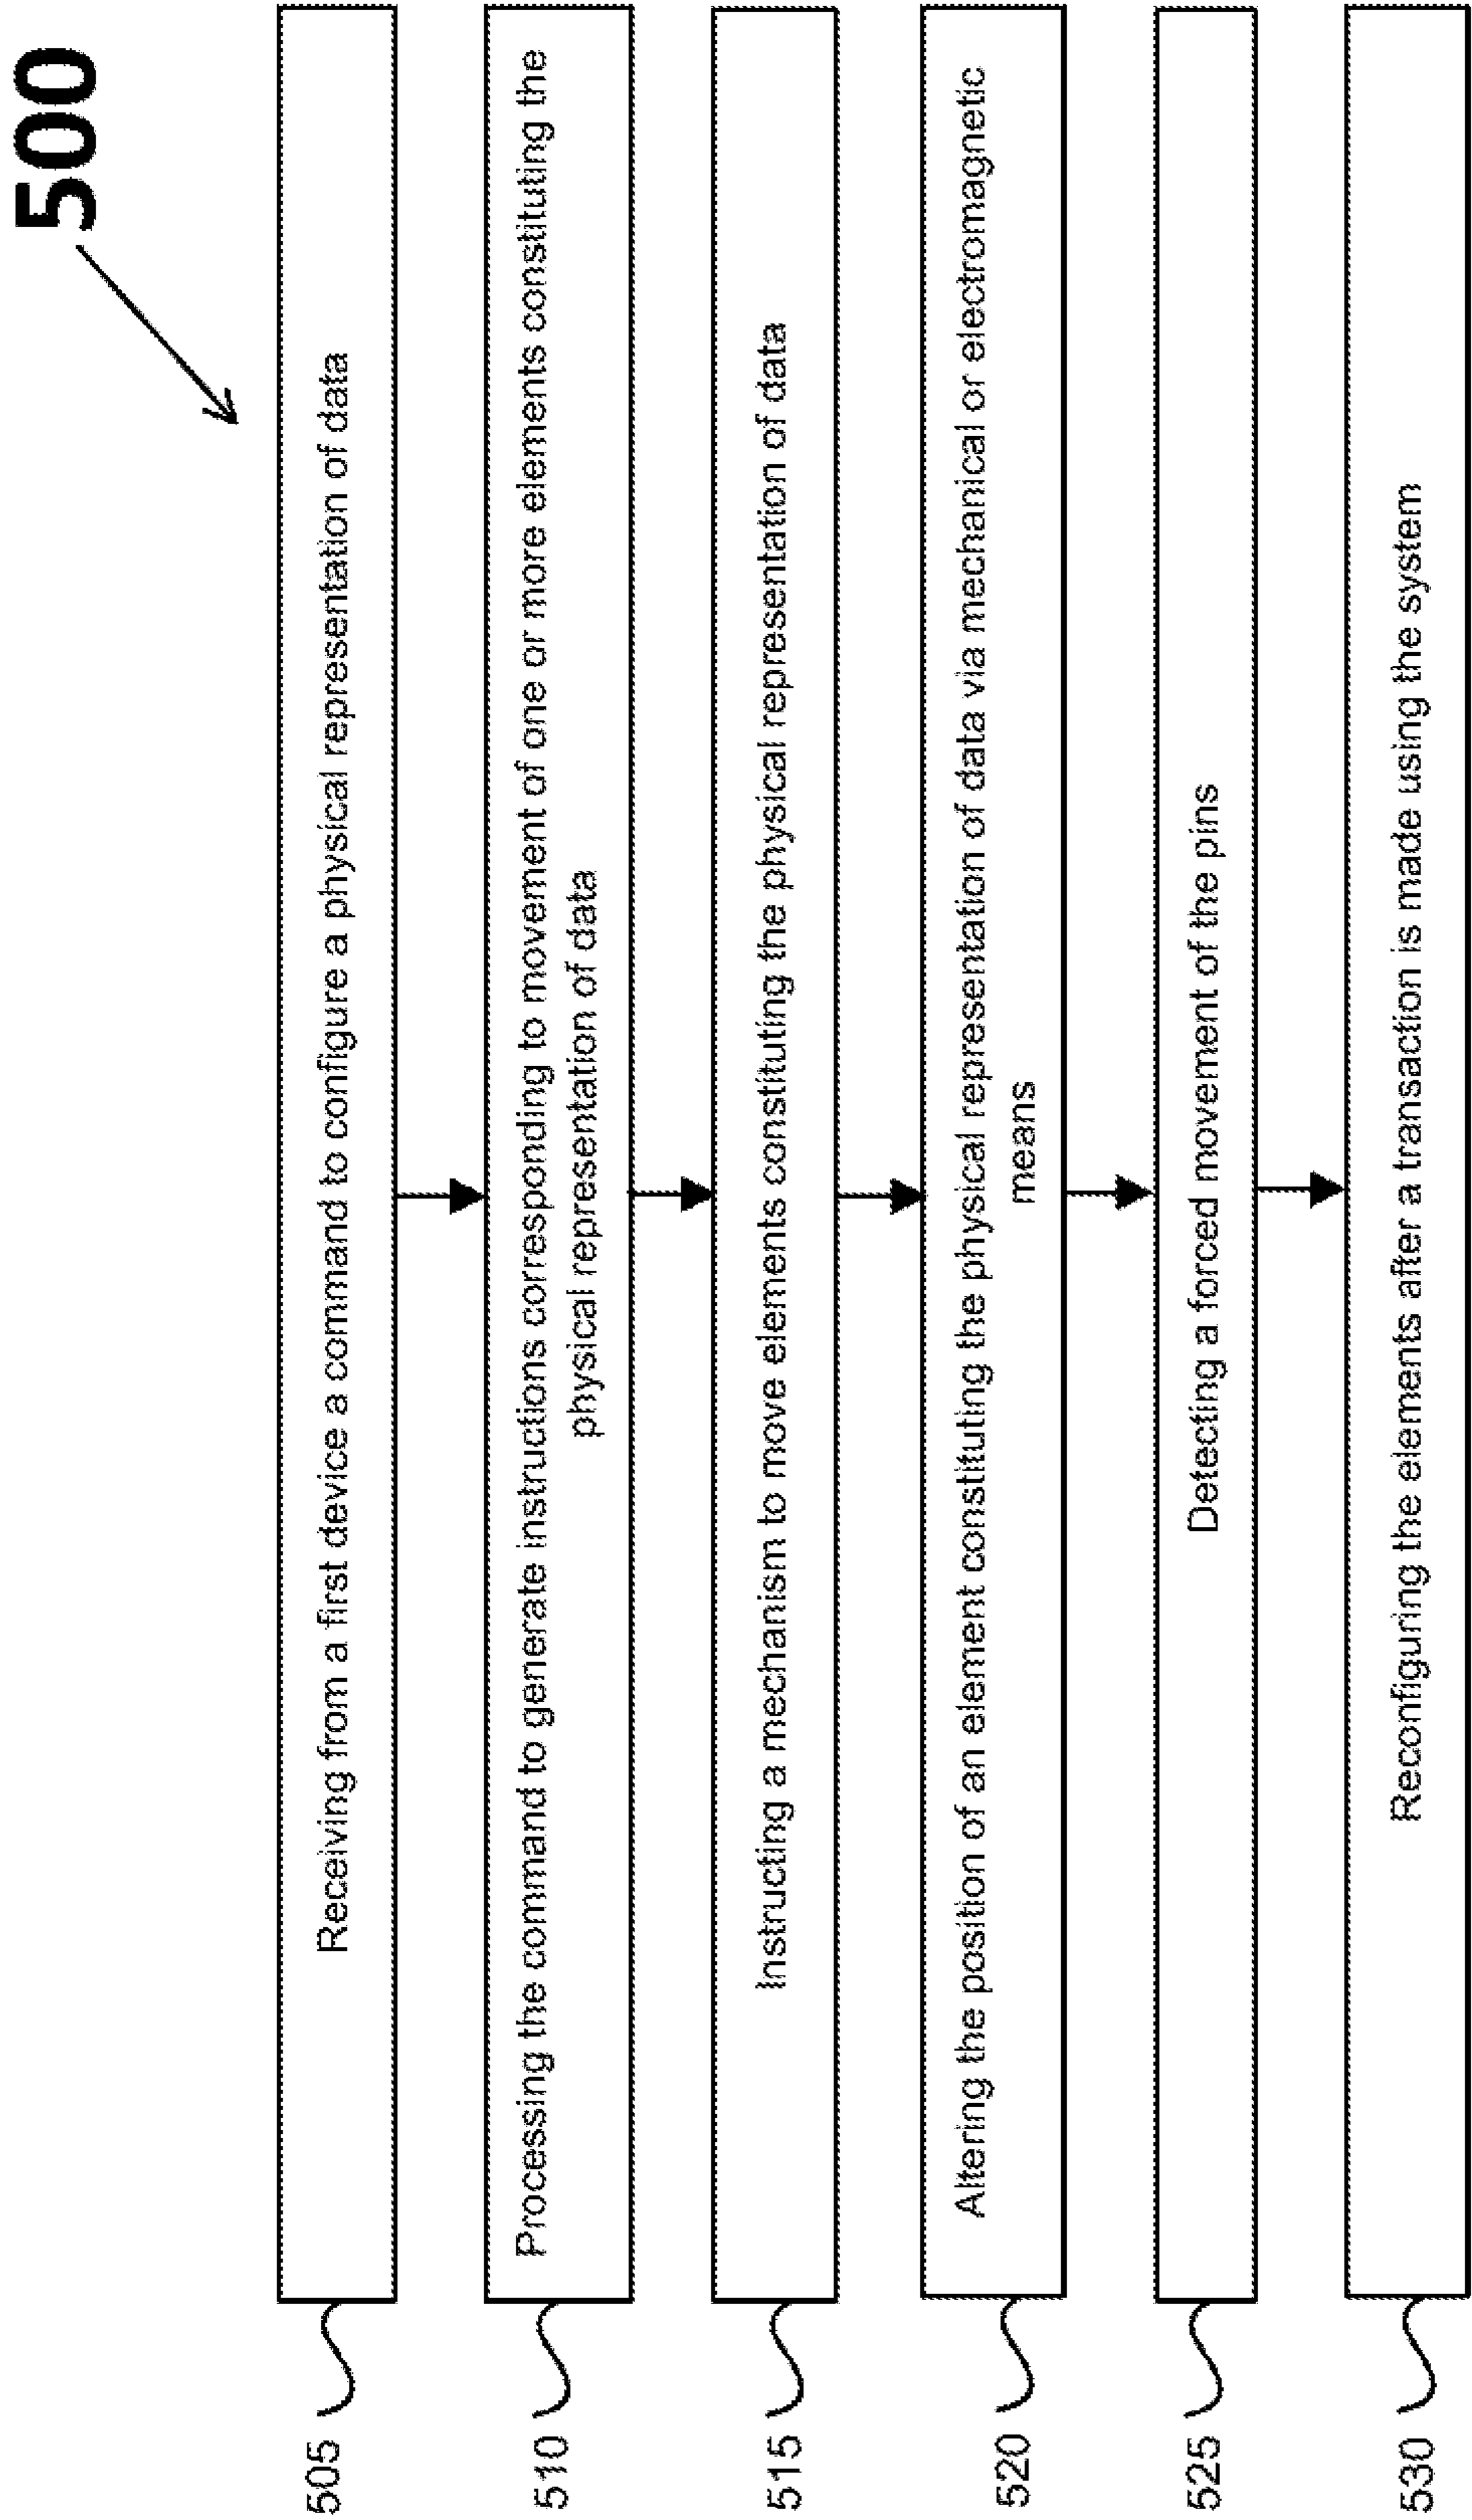 500
505
Receiving from a first device a command to configure a physical representation of data
510
Processing the command to generate instructions corresponding to movement of one or more elements constituting the
physical representation of data
515
Instructing a mechanism to move elements constituting the physical representation of data
520
Altering the position of an element constituting the physical representation of data via mechanical or electromagnetic
means
525
Detecting a forced movement of the pins
530
Reconfiguring the elements after a transaction is made using the system